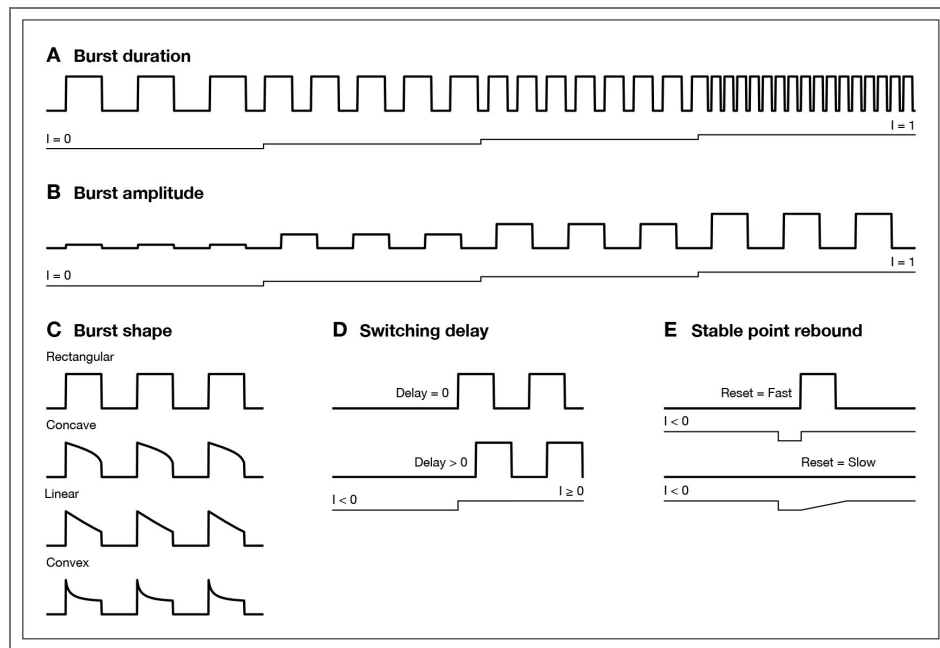 A Burst duration
I = 0
I = 1
B Burst amplitude
I = 0
I = 1
C Burst shape
Rectangular
Concave
Linear
Convex
D Switching delay
Delay = 0
Delay > 0
I < 0
I ≥ 0
E Stable point rebound
Reset = Fast
I < 0
Reset = Slow
I < 0